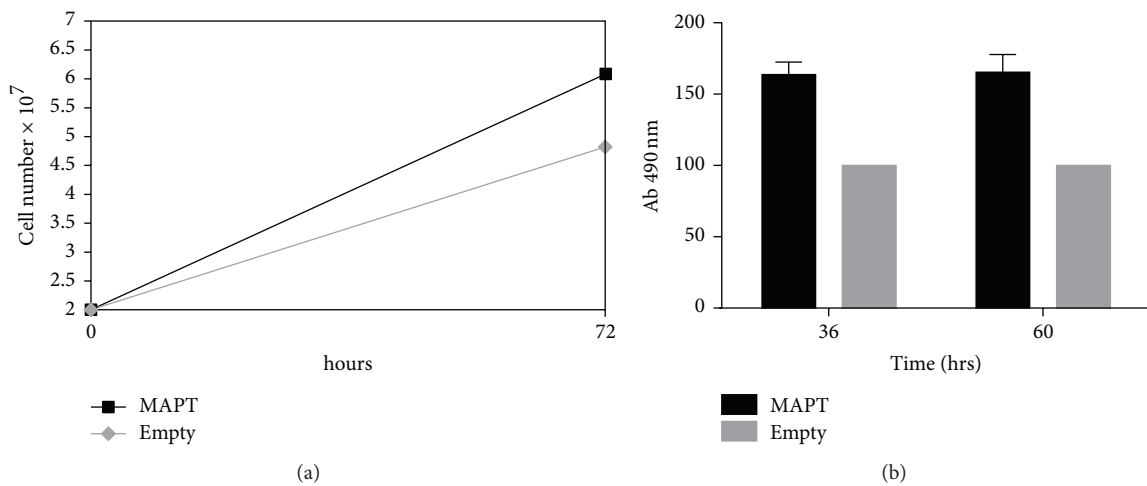 7
6.5
6
5.5
5
4.5
4
3.5
3
2.5
2
Cell number × 10⁷
0 72
hours
MAPT
Empty
(a)
200
150
100
50
0
Ab 490 nm
36 60
Time (hrs)
MAPT
Empty
(b)